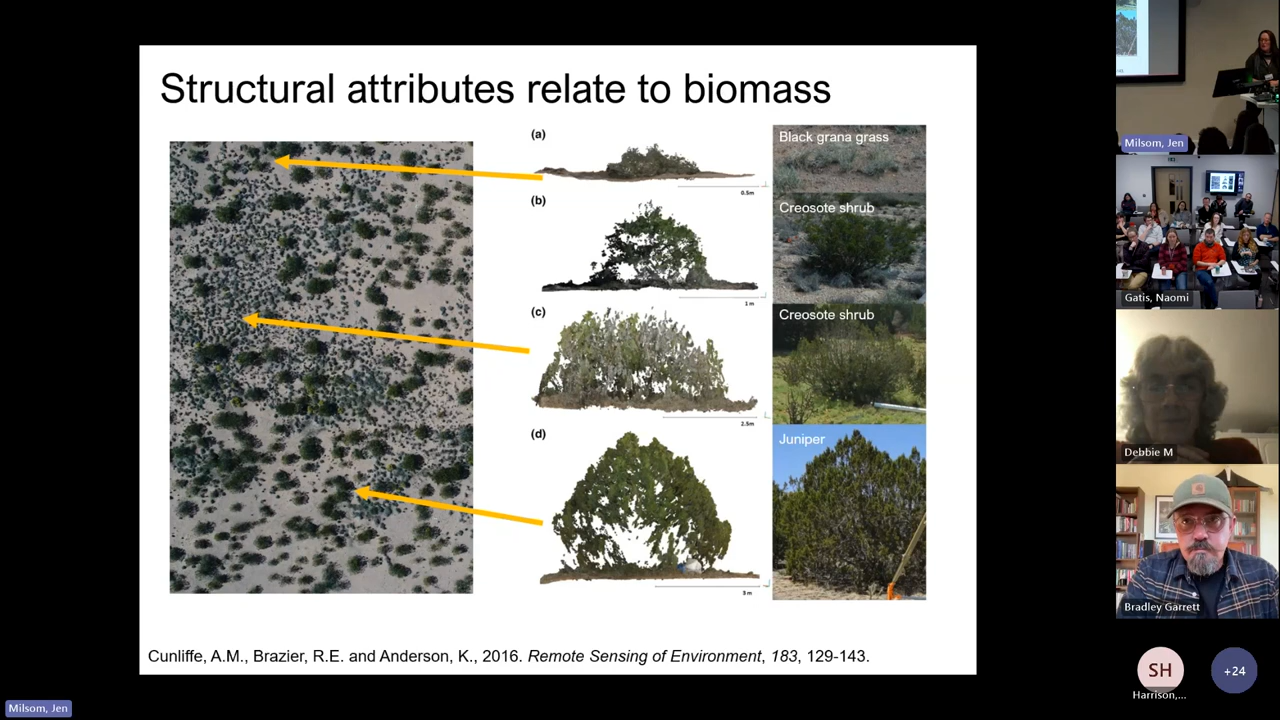 Structural attributes relate to biomass
(a)
0.5m
Black grana grass
(b)
1 m
Creosote shrub
(c)
2.5m
Creosote shrub
(d)
3 m
Juniper
Cunliffe, A.M., Brazier, R.E. and Anderson, K., 2016. Remote Sensing of Environment, 183, 129-143.
Milsom, Jen
Milsom, Jen
Gatis, Naomi
Debbie M
Bradley Garrett
SH
Harrison,...
+24